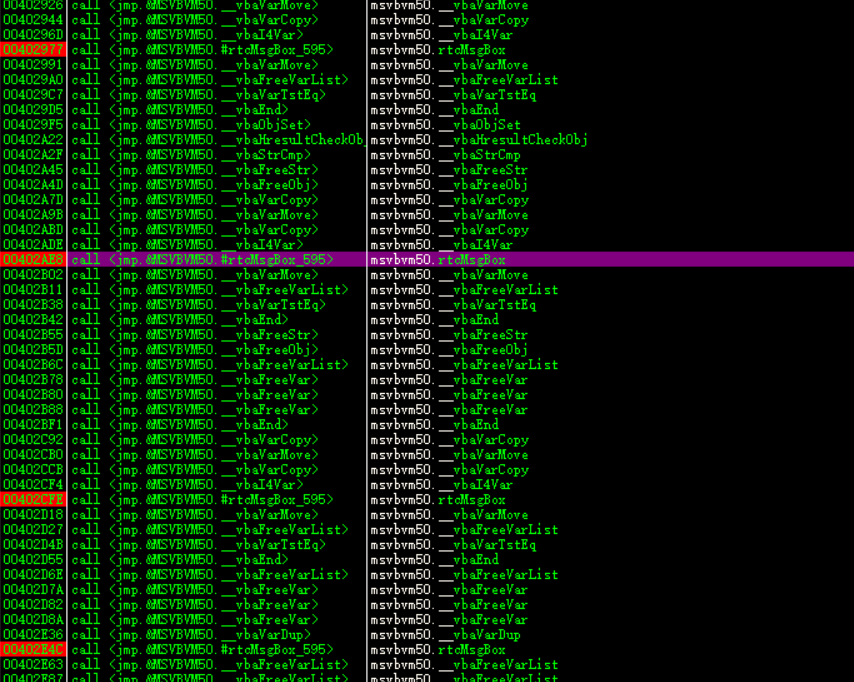 00402926 call <jmp.&MSVBVM50.__vbaVarMove> msvbvm50.__vbaVarMove
00402944 call <jmp.&MSVBVM50.__vbaVarCopy> msvbvm50.__vbaVarCopy
0040296D call <jmp.&MSVBVM50.__vbaI4Var> msvbvm50.__vbaI4Var
00402977 call <jmp.&MSVBVM50.#rtcMsgBox_595> msvbvm50.rtcMsgBox
00402991 call <jmp.&MSVBVM50.__vbaVarMove> msvbvm50.__vbaVarMove
004029A0 call <jmp.&MSVBVM50.__vbaFreeVarList> msvbvm50.__vbaFreeVarList
004029C7 call <jmp.&MSVBVM50.__vbaVarTstEq> msvbvm50.__vbaVarTstEq
004029D5 call <jmp.&MSVBVM50.__vbaEnd> msvbvm50.__vbaEnd
004029F5 call <jmp.&MSVBVM50.__vbaObjSet> msvbvm50.__vbaObjSet
00402A22 call <jmp.&MSVBVM50.__vbaHresultCheckOb msvbvm50.__vbaHresultCheckObj
00402A2F call <jmp.&MSVBVM50.__vbaStrCmp> msvbvm50.__vbaStrCmp
00402A45 call <jmp.&MSVBVM50.__vbaFreeStr> msvbvm50.__vbaFreeStr
00402A4D call <jmp.&MSVBVM50.__vbaFreeObj> msvbvm50.__vbaFreeObj
00402A7D call <jmp.&MSVBVM50.__vbaVarCopy> msvbvm50.__vbaVarCopy
00402A9B call <jmp.&MSVBVM50.__vbaVarMove> msvbvm50.__vbaVarMove
00402ABD call <jmp.&MSVBVM50.__vbaVarCopy> msvbvm50.__vbaVarCopy
00402ADE call <jmp.&MSVBVM50.__vbaI4Var> msvbvm50.__vbaI4Var
00402AE8 call <jmp.&MSVBVM50.#rtcMsgBox_595> msvbvm50.rtcMsgBox
00402B02 call <jmp.&MSVBVM50.__vbaVarMove> msvbvm50.__vbaVarMove
00402B11 call <jmp.&MSVBVM50.__vbaFreeVarList> msvbvm50.__vbaFreeVarList
00402B38 call <jmp.&MSVBVM50.__vbaVarTstEq> msvbvm50.__vbaVarTstEq
00402B42 call <jmp.&MSVBVM50.__vbaEnd> msvbvm50.__vbaEnd
00402B55 call <jmp.&MSVBVM50.__vbaFreeStr> msvbvm50.__vbaFreeStr
00402B5D call <jmp.&MSVBVM50.__vbaFreeObj> msvbvm50.__vbaFreeObj
00402B6C call <jmp.&MSVBVM50.__vbaFreeVarList> msvbvm50.__vbaFreeVarList
00402B78 call <jmp.&MSVBVM50.__vbaFreeVar> msvbvm50.__vbaFreeVar
00402B80 call <jmp.&MSVBVM50.__vbaFreeVar> msvbvm50.__vbaFreeVar
00402B88 call <jmp.&MSVBVM50.__vbaFreeVar> msvbvm50.__vbaFreeVar
00402BF1 call <jmp.&MSVBVM50.__vbaEnd> msvbvm50.__vbaEnd
00402C92 call <jmp.&MSVBVM50.__vbaVarCopy> msvbvm50.__vbaVarCopy
00402CB0 call <jmp.&MSVBVM50.__vbaVarMove> msvbvm50.__vbaVarMove
00402CCB call <jmp.&MSVBVM50.__vbaVarCopy> msvbvm50.__vbaVarCopy
00402CF4 call <jmp.&MSVBVM50.__vbaI4Var> msvbvm50.__vbaI4Var
00402CFE call <jmp.&MSVBVM50.#rtcMsgBox_595> msvbvm50.rtcMsgBox
00402D18 call <jmp.&MSVBVM50.__vbaVarMove> msvbvm50.__vbaVarMove
00402D27 call <jmp.&MSVBVM50.__vbaFreeVarList> msvbvm50.__vbaFreeVarList
00402D4B call <jmp.&MSVBVM50.__vbaVarTstEq> msvbvm50.__vbaVarTstEq
00402D55 call <jmp.&MSVBVM50.__vbaEnd> msvbvm50.__vbaEnd
00402D6E call <jmp.&MSVBVM50.__vbaFreeVarList> msvbvm50.__vbaFreeVarList
00402D7A call <jmp.&MSVBVM50.__vbaFreeVar> msvbvm50.__vbaFreeVar
00402D82 call <jmp.&MSVBVM50.__vbaFreeVar> msvbvm50.__vbaFreeVar
00402D8A call <jmp.&MSVBVM50.__vbaFreeVar> msvbvm50.__vbaFreeVar
00402E36 call <jmp.&MSVBVM50.__vbaVarDup> msvbvm50.__vbaVarDup
00402E4C call <jmp.&MSVBVM50.#rtcMsgBox_595> msvbvm50.rtcMsgBox
00402E63 call <jmp.&MSVBVM50.__vbaFreeVarList> msvbvm50.__vbaFreeVarList
00402E87 call <jmp.&MSVBVM50.__vbaFreeVarList> msvbvm50.__vbaFreeVarList